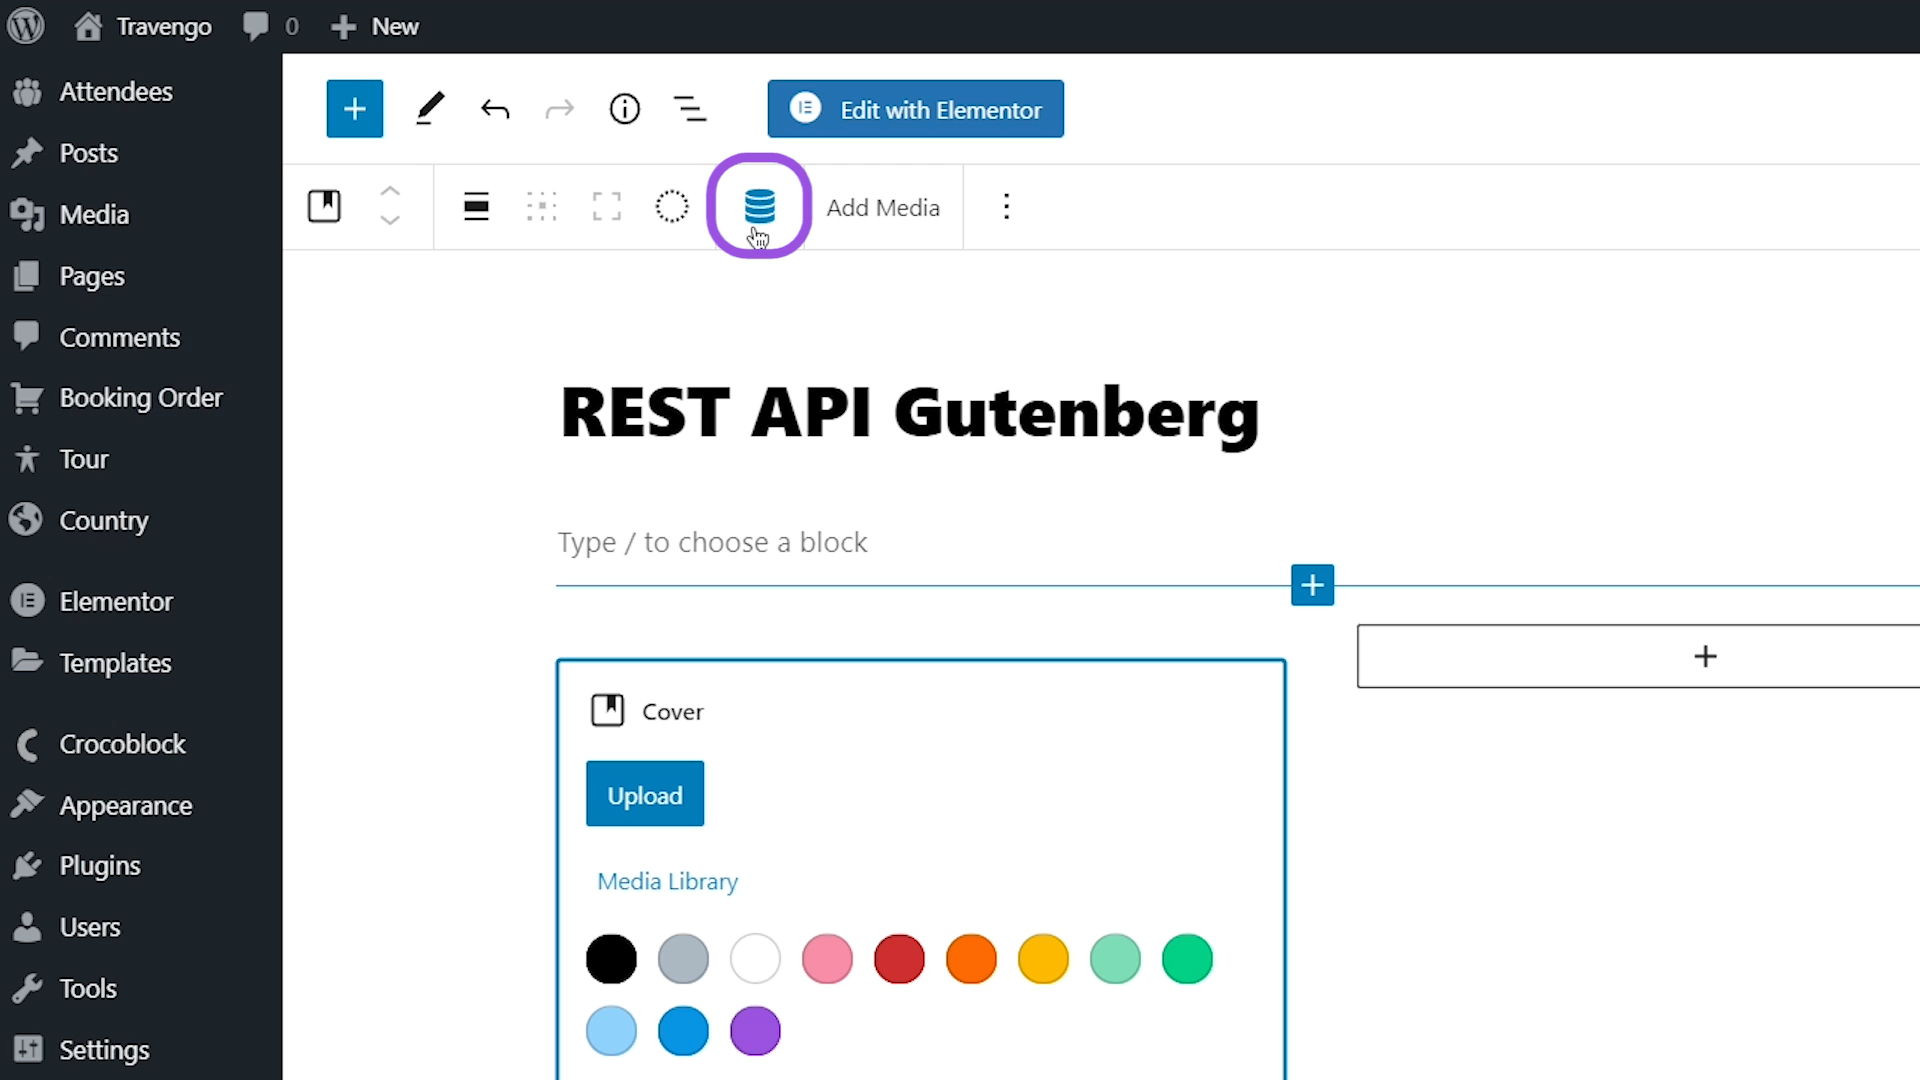 Travengo 0 New
Attendees
Posts
Media
Pages
Comments
Booking Order
Tour
Country
Elementor
Templates
Crocoblock
Appearance
Plugins
Users
Tools
Settings
Edit with Elementor
Add Media
REST API Gutenberg
Type / to choose a block
Cover
Upload
Media Library